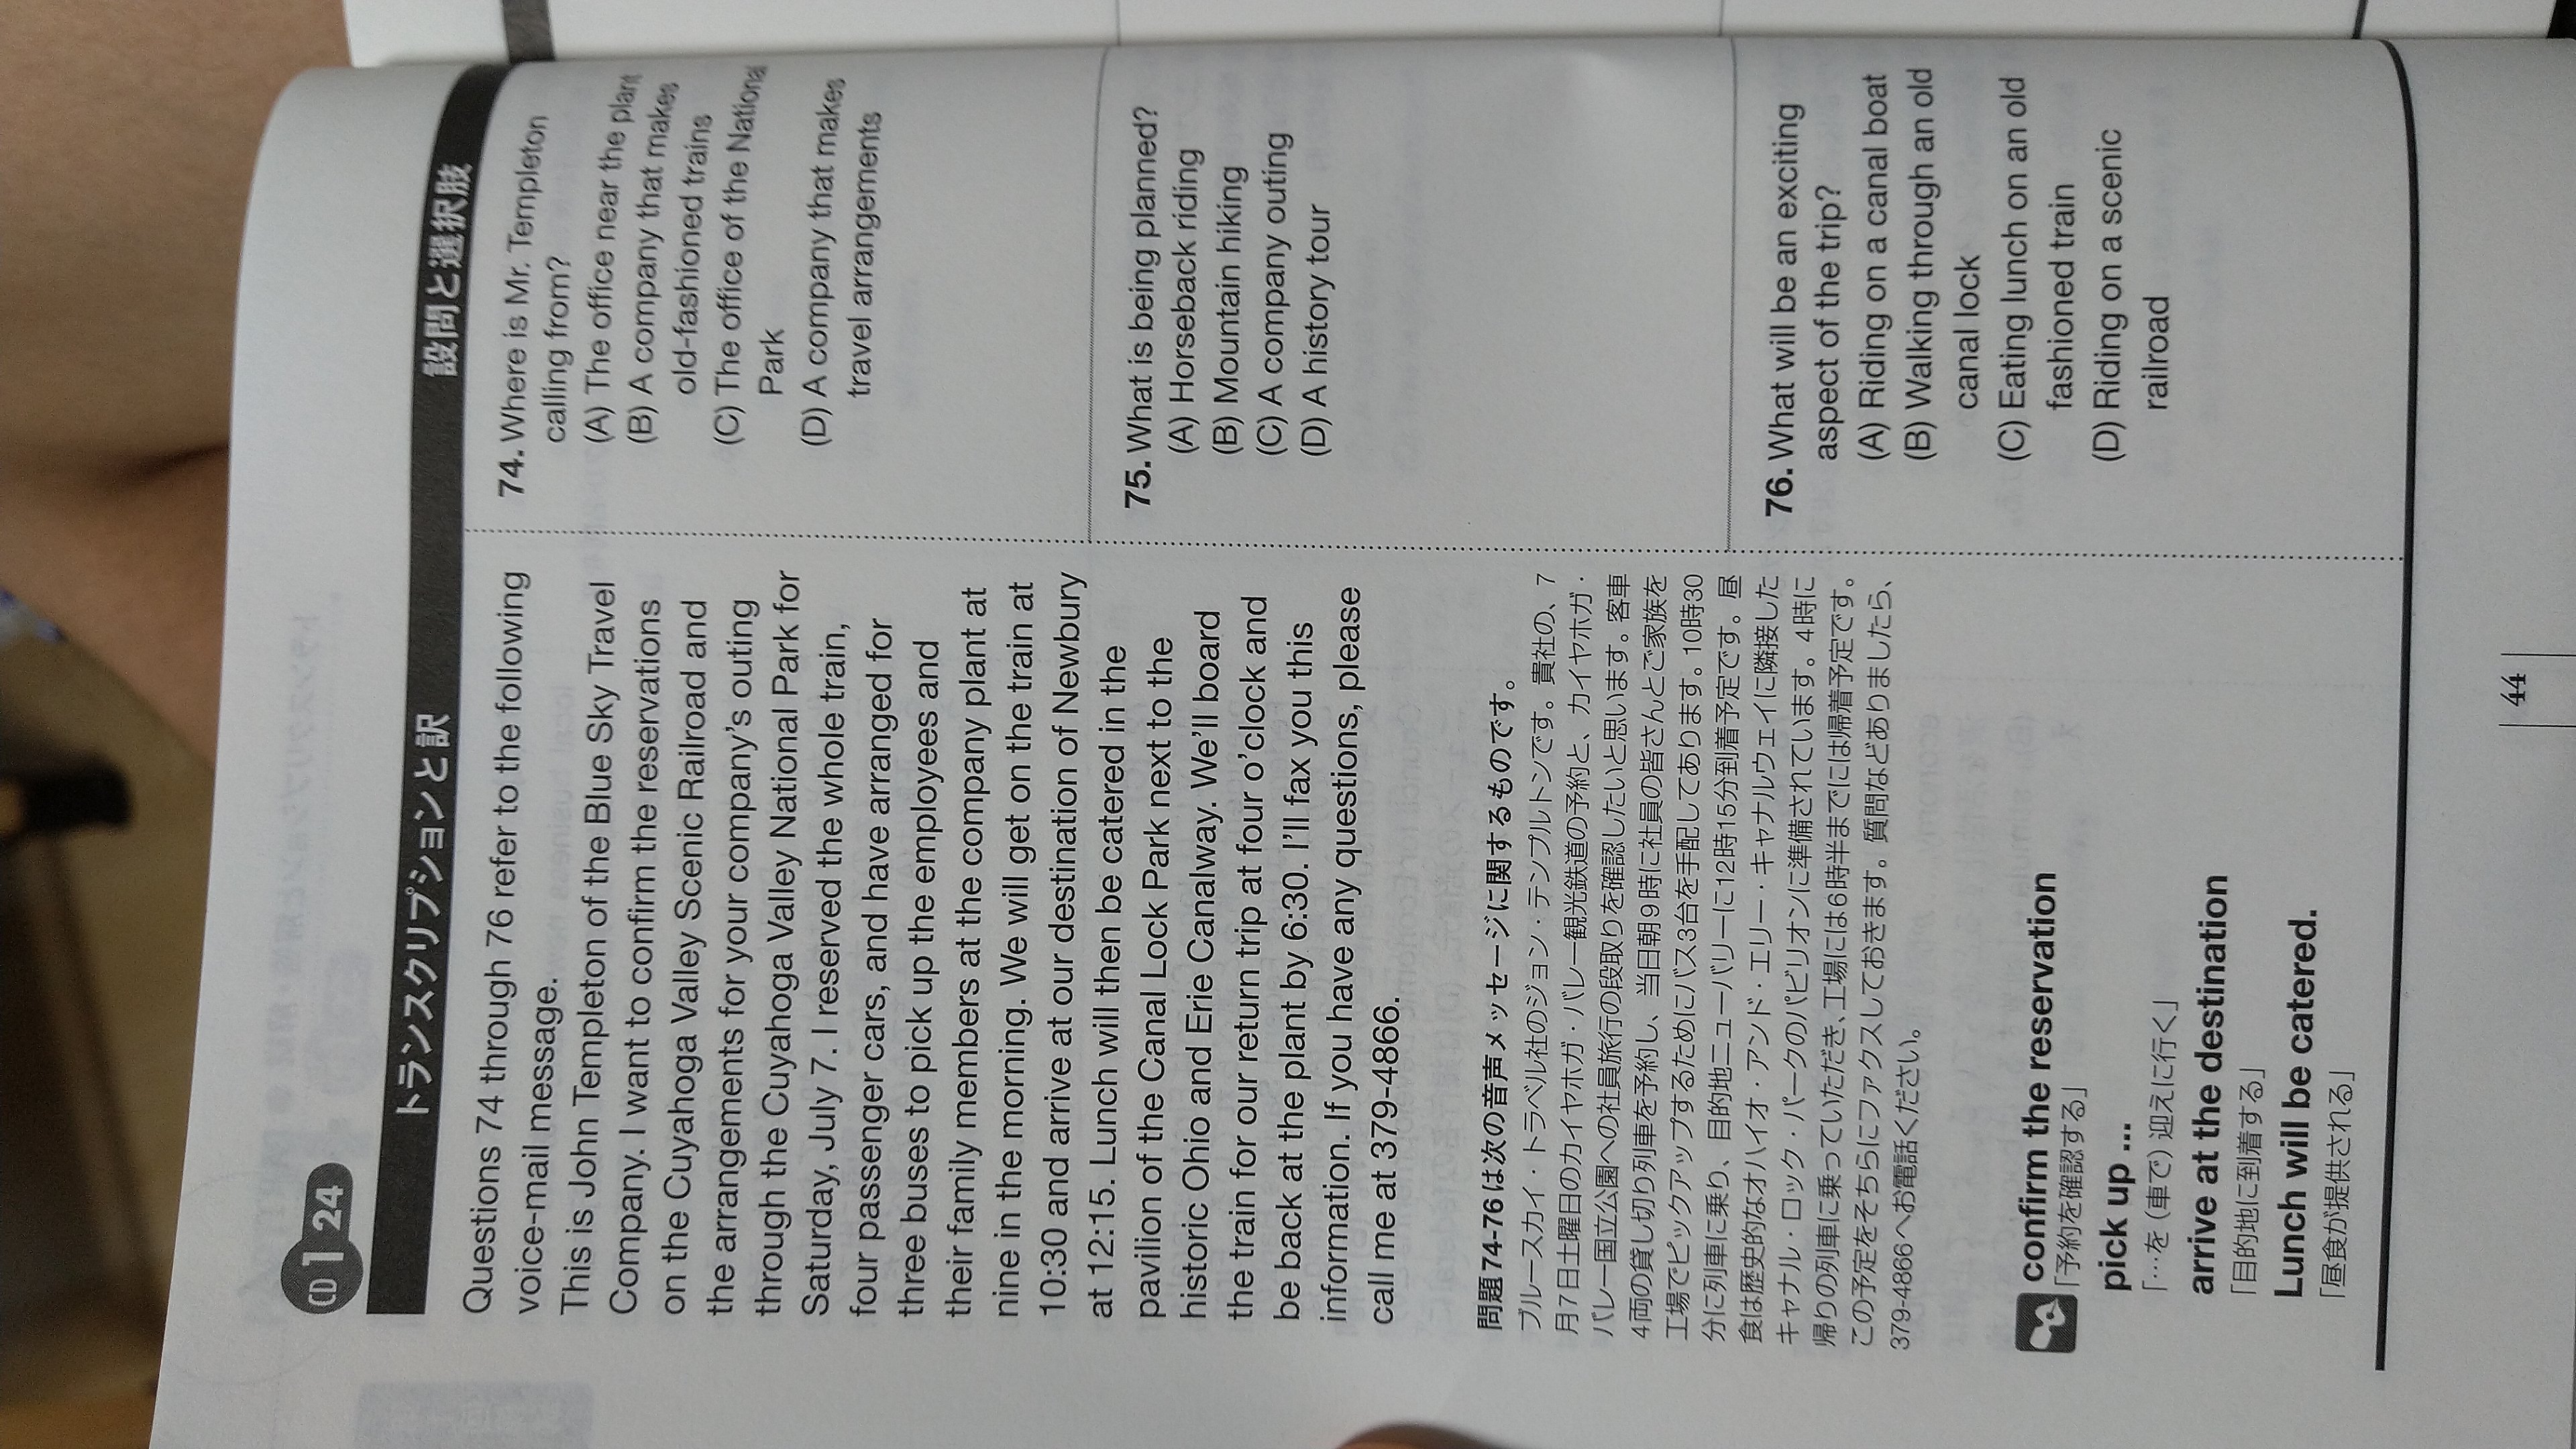 CD 1 24
トランスクリプションと訳
Questions 74 through 76 refer to the following
voice-mail message.
This is John Templeton of the Blue Sky Travel
Company. I want to confirm the reservations
on the Cuyahoga Valley Scenic Railroad and
the arrangements for your company's outing
through the Cuyahoga Valley National Park for
Saturday, July 7. I reserved the whole train,
four passenger cars, and have arranged for
three buses to pick up the employees and
their family members at the company plant at
nine in the morning. We will get on the train at
10:30 and arrive at our destination of Newbury
at 12:15. Lunch will then be catered in the
pavilion of the Canal Lock Park next to the
historic Ohio and Erie Canalway. We'll board
the train for our return trip at four o'clock and
be back at the plant by 6:30. I'll fax you this
information. If you have any questions, please
call me at 379-4866.
問題74-76は次の音声メッセージに関するものです。
ブルースカイ・トラベル社のジョン・テンプルトンです。貴社の、7
月7日土曜日のカイヤホガ・バレー観光鉄道の予約と、カイヤホガ・
バレー国立公園への社員旅行の段取りを確認したいと思います。客車
4両の貸し切り列車を予約し、当日朝9時に社員の皆さんとご家族を
工場でピックアップするためにバス3台を手配してあります。10時30
分に列車に乗り、目的地ニューバリーに12時15分到着予定です。昼
食は歴史的なオハイオ・アンド・エリー・キャナルウェイに隣接した
キャナル・ロック・パークのパビリオンに準備されています。4時に
帰りの列車に乗っていただき、工場には6時半までには帰着予定です。
この予定をそちらにファクスしておきます。質問などありましたら、
379-4866へお電話ください。
confirm the reservation
「予約を確認する」
pick up ...
「…を（車で）迎えに行く」
arrive at the destination
「目的地に到着する」
Lunch will be catered.
「昼食が提供される」
設問と選択肢
74. Where is Mr. Templeton
calling from?
(A) The office near the plant
(B) A company that makes
old-fashioned trains
(C) The office of the National
Park
(D) A company that makes
travel arrangements
75. What is being planned?
(A) Horseback riding
(B) Mountain hiking
(C) A company outing
(D) A history tour
76. What will be an exciting
aspect of the trip?
(A) Riding on a canal boat
(B) Walking through an old
canal lock
(C) Eating lunch on an old
fashioned train
(D) Riding on a scenic
railroad
44